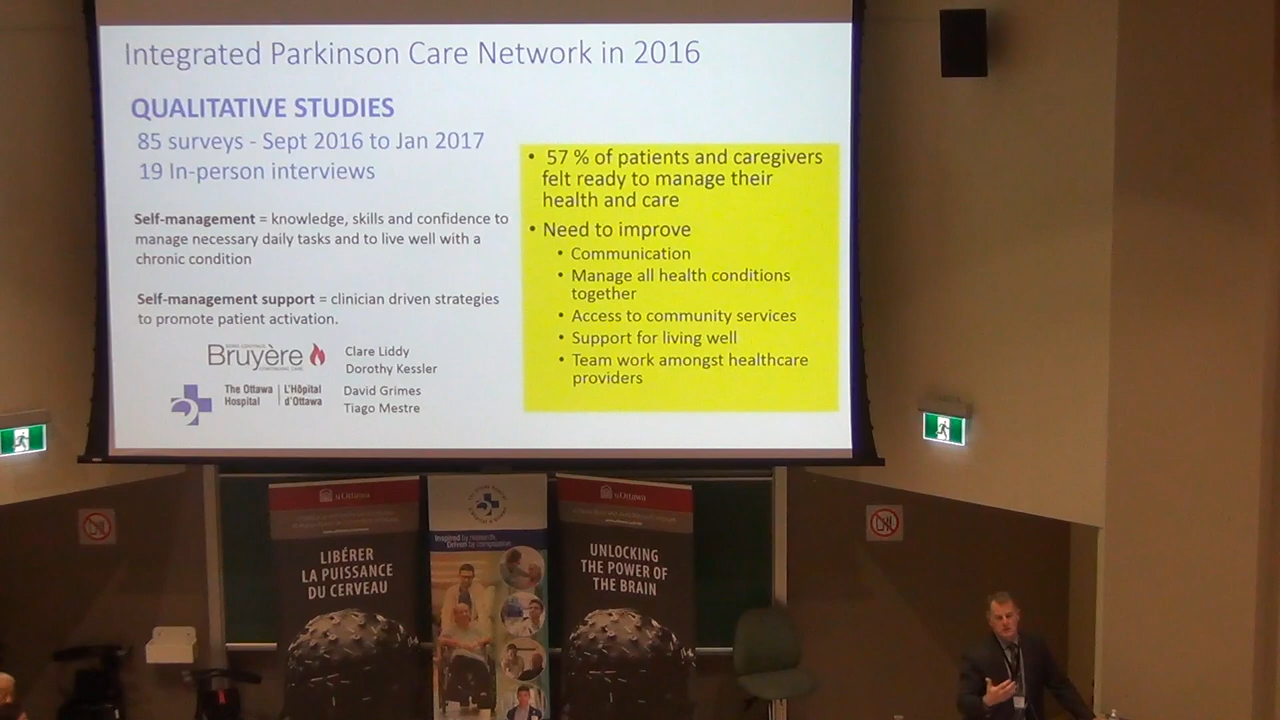 Integrated Parkinson Care Network in 2016
QUALITATIVE STUDIES
85 surveys - Sept 2016 to Jan 2017
19 In-person interviews
Self-management = knowledge, skills and confidence to
manage necessary daily tasks and to live well with a
chronic condition
Self-management support = clinician driven strategies
to promote patient activation.
Bruyère
Clare Liddy
Dorothy Kessler
The Ottawa
Hospital
L'Hôpital
d'Ottawa
David Grimes
Tiago Mestre
• 57 % of patients and caregivers
felt ready to manage their
health and care
• Need to improve
• Communication
• Manage all health conditions
together
• Access to community services
• Support for living well
• Team work amongst healthcare
providers
uOttawa
LIBÉRER
LA PUISSANCE
DU CERVEAU
Inspired by research.
Driven by compassion.
uOttawa
UNLOCKING
THE POWER OF
THE BRAIN